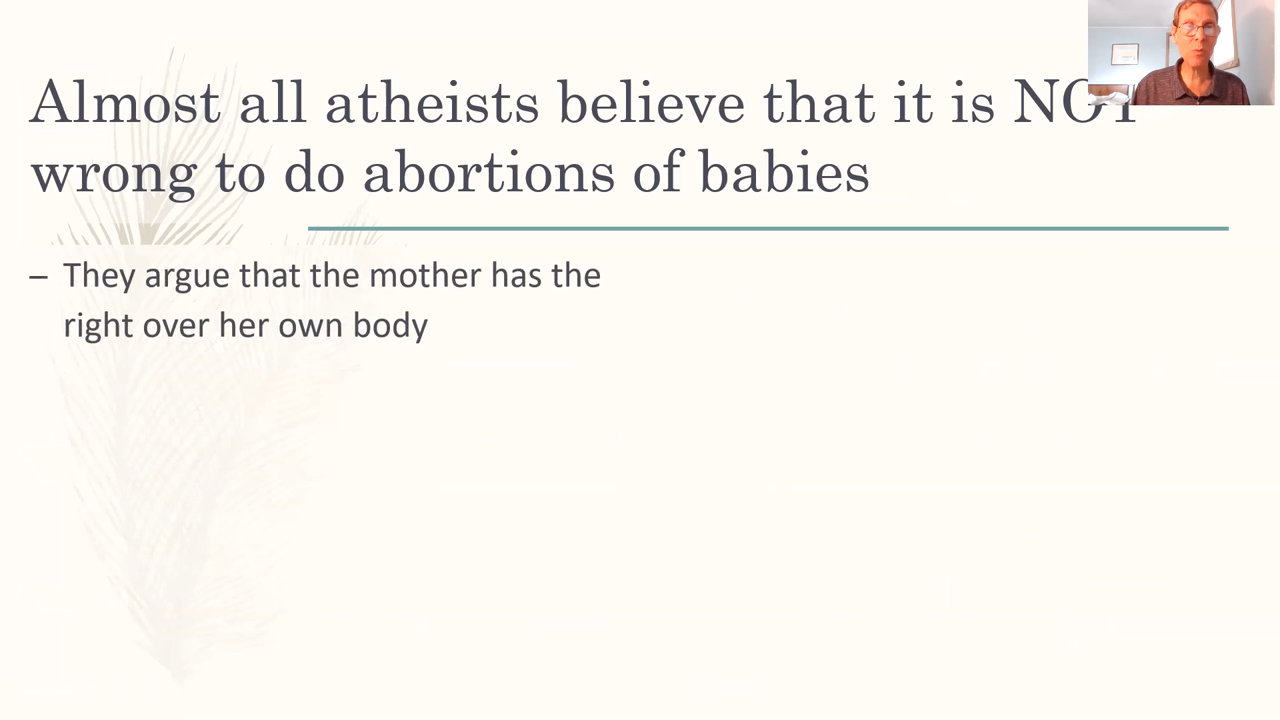 Almost all atheists believe that it is NOT
wrong to do abortions of babies
– They argue that the mother has the
right over her own body